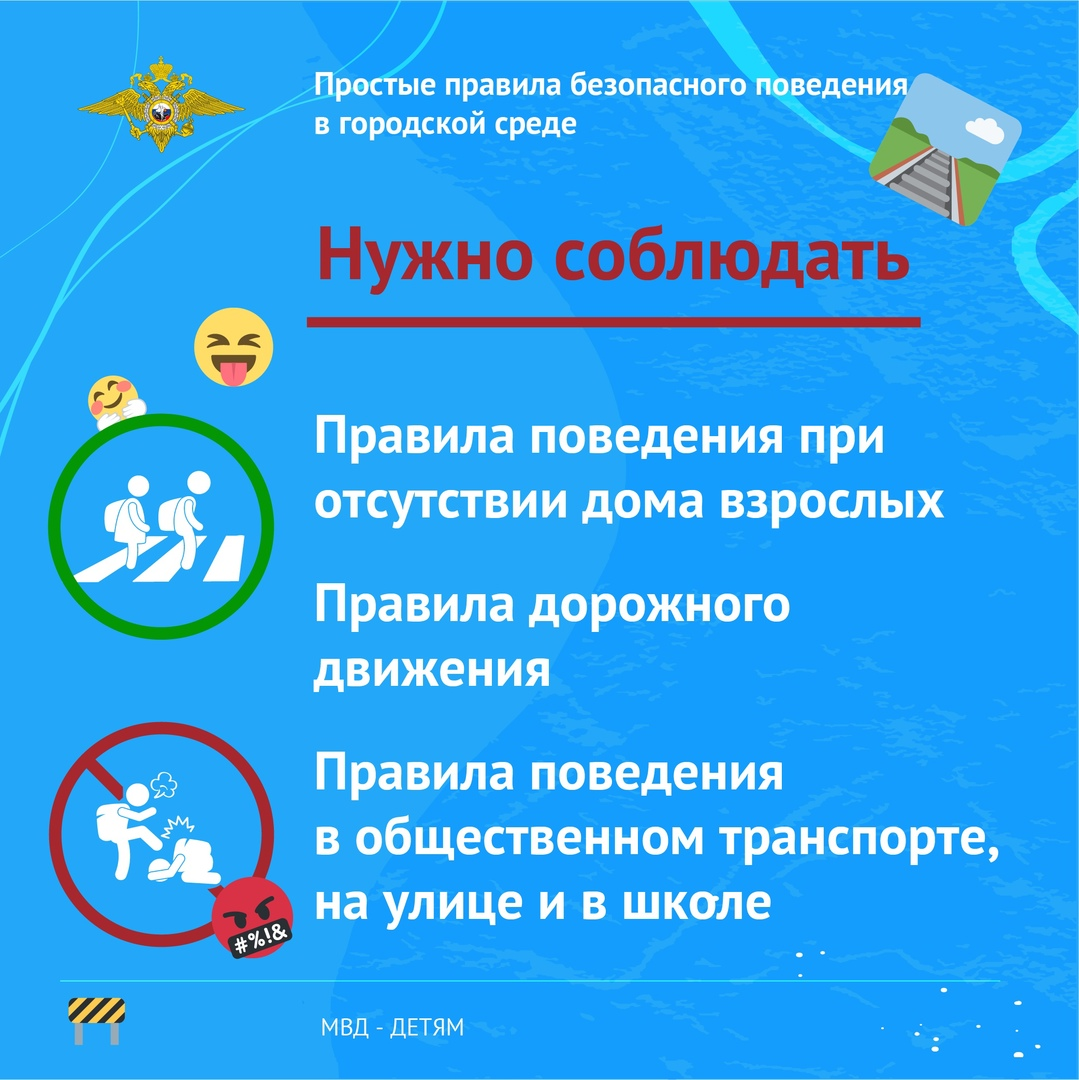 Простые правила безопасного поведения
в городской среде
Нужно соблюдать
Правила поведения при
отсутствии дома взрослых
Правила дорожного
движения
Правила поведения
в общественном транспорте,
на улице и в школе
#%!&
МВД - ДЕТЯМ